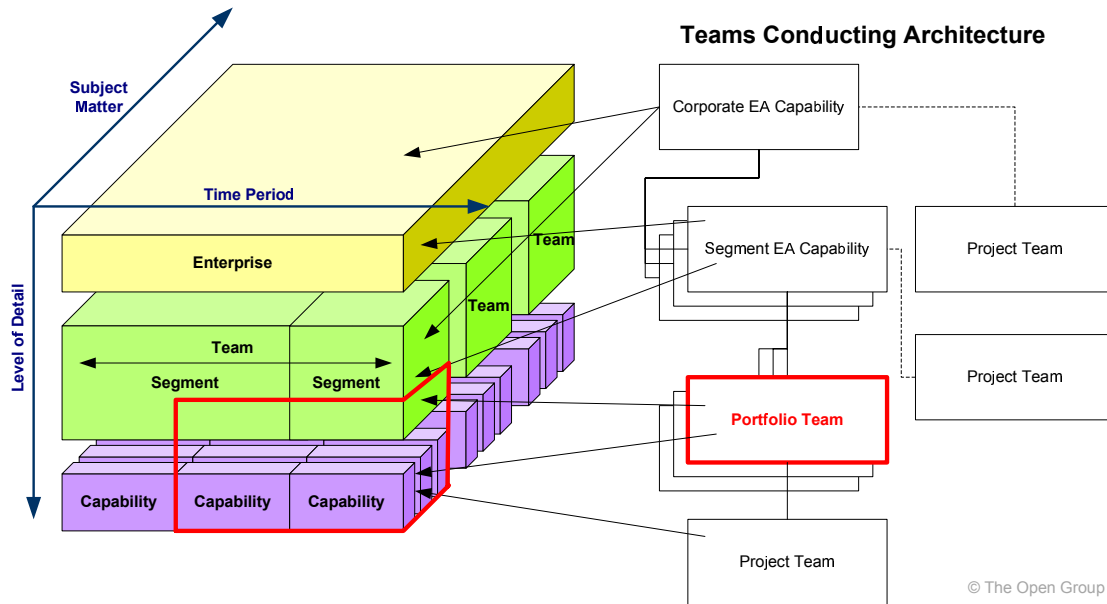 Teams Conducting Architecture
Subject
Matter
Corporate EA Capability
Time Period
Team
Segment EA Capability
Project Team
Enterprise
Level of Detail
Team
Team
Segment
Segment
Project Team
Portfolio Team
Capability
Capability
Capability
Project Team
© The Open Group